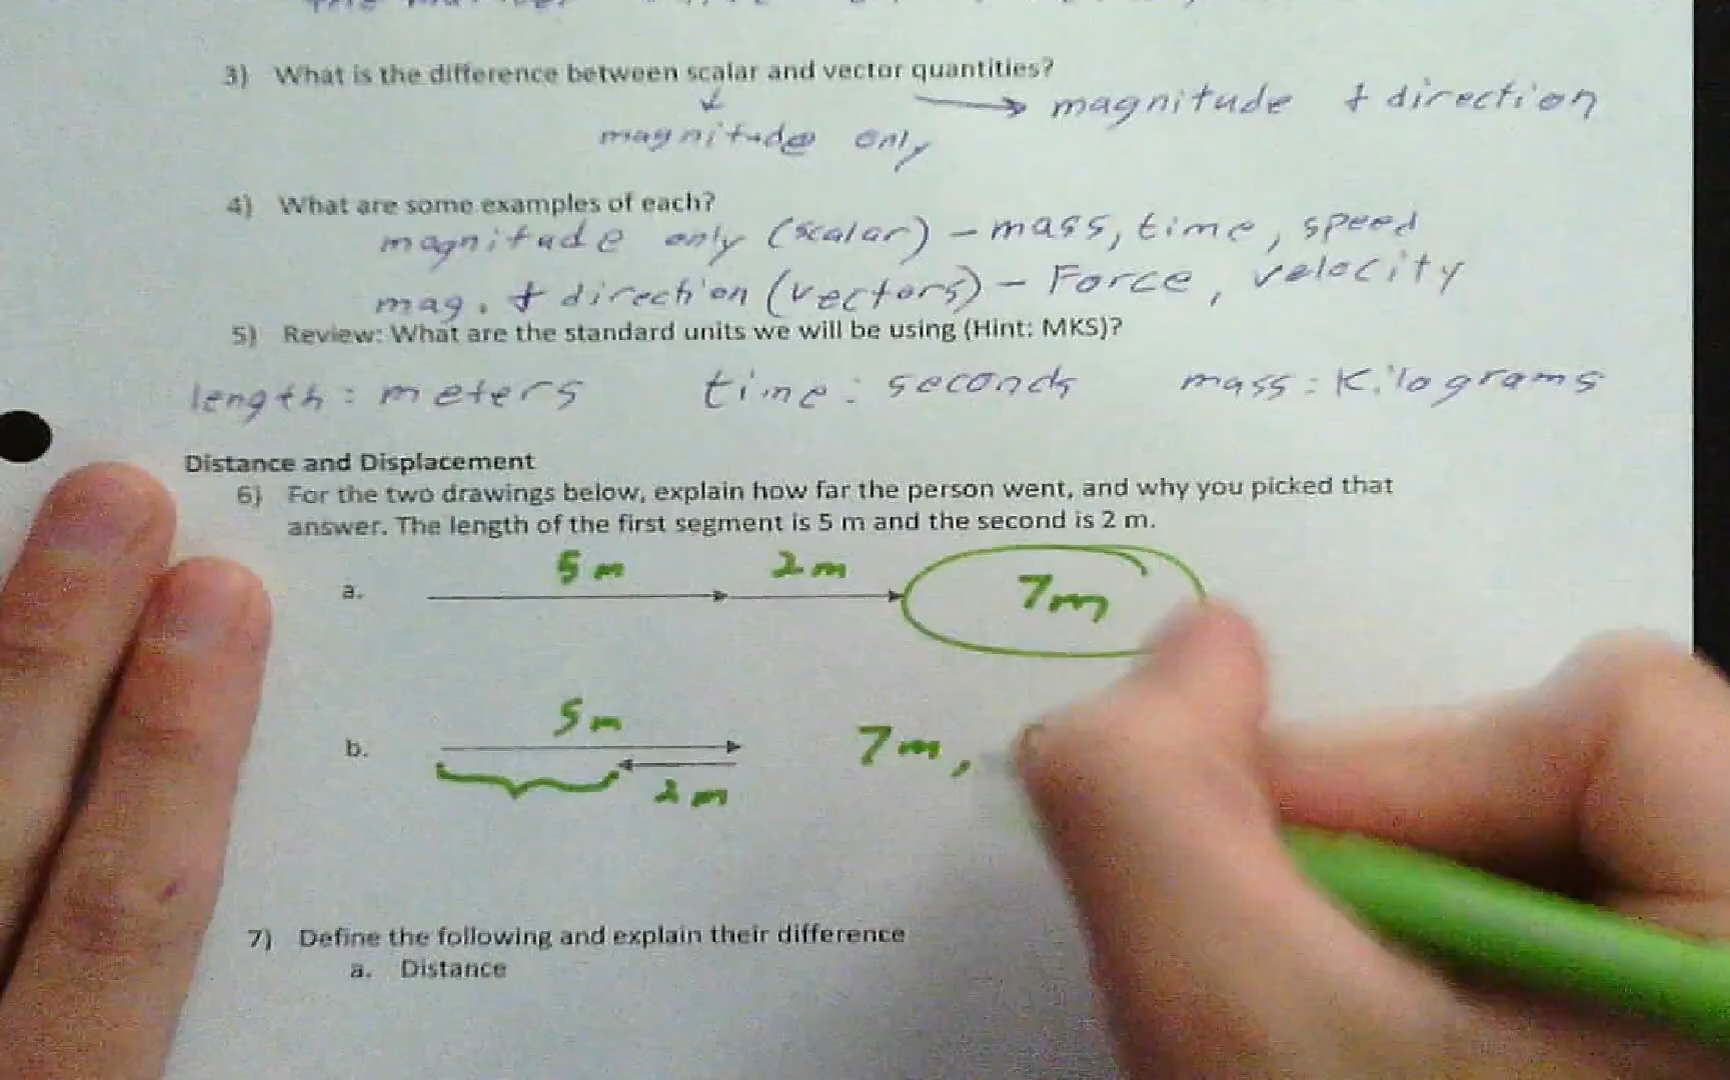 3) What is the difference between scalar and vector quantities?
magnitude + direction
magnitude only
4) What are some examples of each?
magnitude only (scalar) - mass, time, speed
mag. + direction (vectors) - Force, velocity
5) Review: What are the standard units we will be using (Hint: MKS)?
length: meters time: seconds mass: Kilograms
Distance and Displacement
6) For the two drawings below, explain how far the person went, and why you picked that
answer. The length of the first segment is 5 m and the second is 2 m.
5m 2m
a. 7m
5m
b. 7m,
2m
7) Define the following and explain their difference
a. Distance